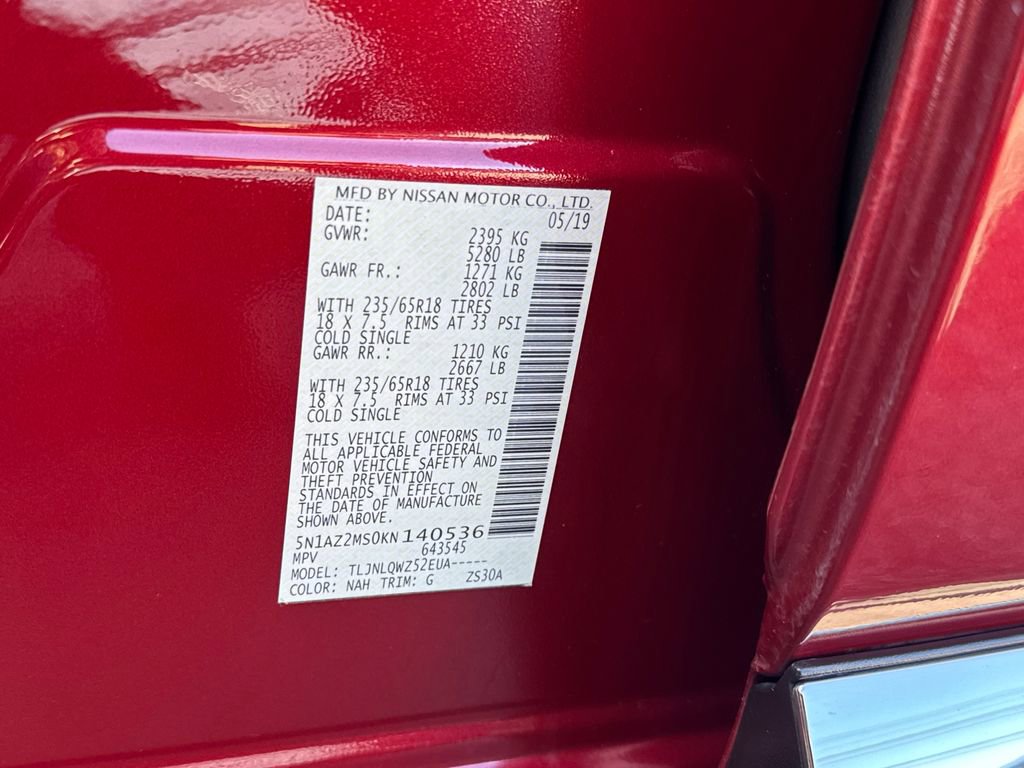 MFD BY NISSAN MOTOR CO., LTD.
DATE: 05/19
GVWR: 2395 KG
5280 LB
GAWR FR.: 1271 KG
2802 LB
WITH 235/65R18 TIRES
18 X 7.5 RIMS AT 33 PSI
COLD SINGLE
GAWR RR.: 1210 KG
2667 LB
WITH 235/65R18 TIRES
18 X 7.5 RIMS AT 33 PSI
COLD SINGLE
THIS VEHICLE CONFORMS TO
ALL APPLICABLE FEDERAL
MOTOR VEHICLE SAFETY AND
THEFT PREVENTION
STANDARDS IN EFFECT ON
THE DATE OF MANUFACTURE
SHOWN ABOVE.
5N1AZ2MS0KN140536
MPV 643545
MODEL: TLJNLQWZ52EUA-----
COLOR: NAH TRIM: G ZS30A